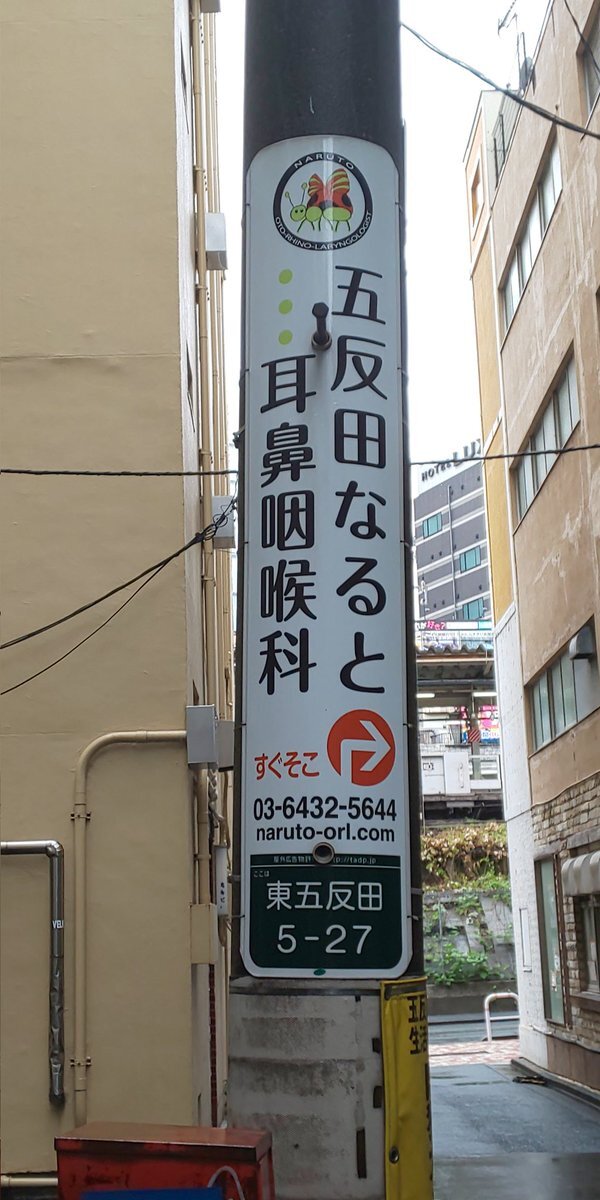 NARUTO
OTO-RHINO-LARYNGOLOGIST
五反田なると
耳鼻咽喉科
すぐそこ
03-6432-5644
naruto-orl.com
ここは
東五反田
5-27
VBJ